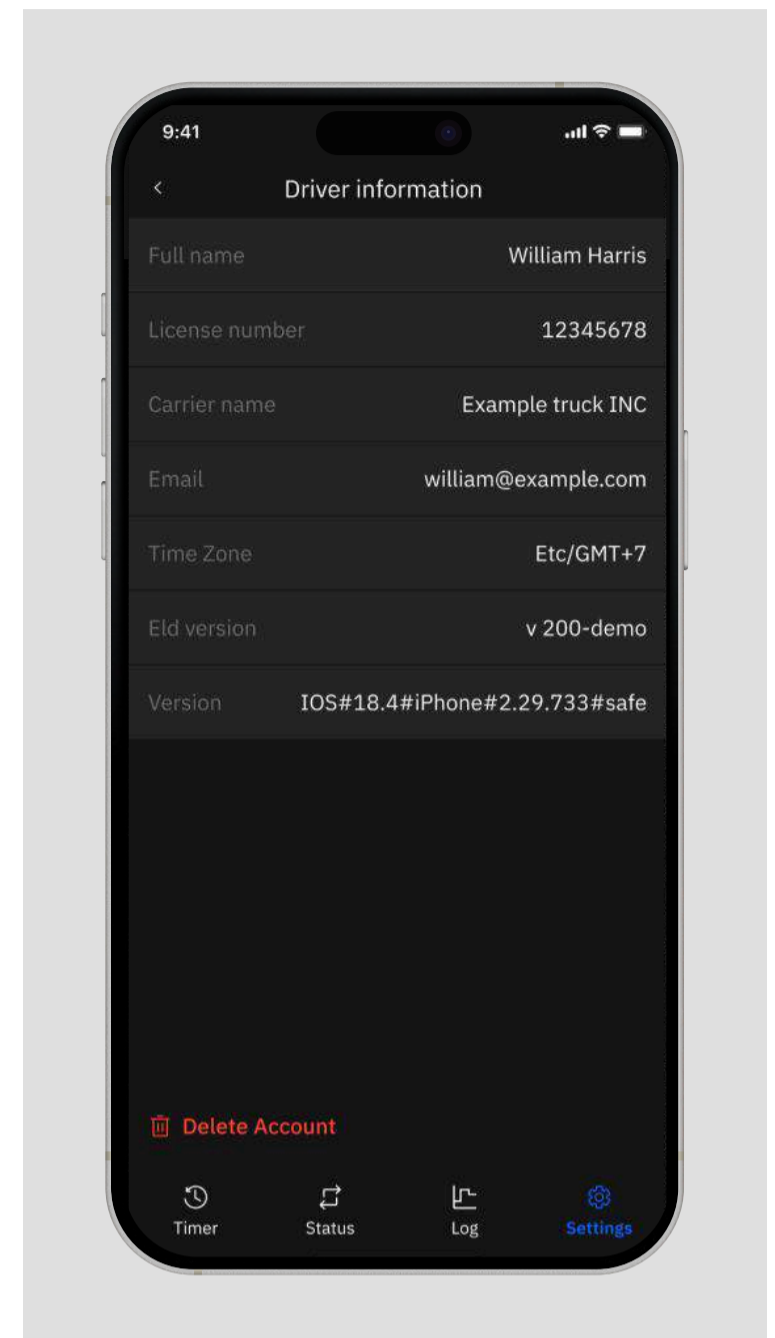 9:41
Driver information
Full name William Harris
License number 12345678
Carrier name Example truck INC
Email william@example.com
Time Zone Etc/GMT+7
Eld version v 200-demo
Version IOS#18.4#iPhone#2.29.733#safe
Delete Account
Timer Status Log Settings